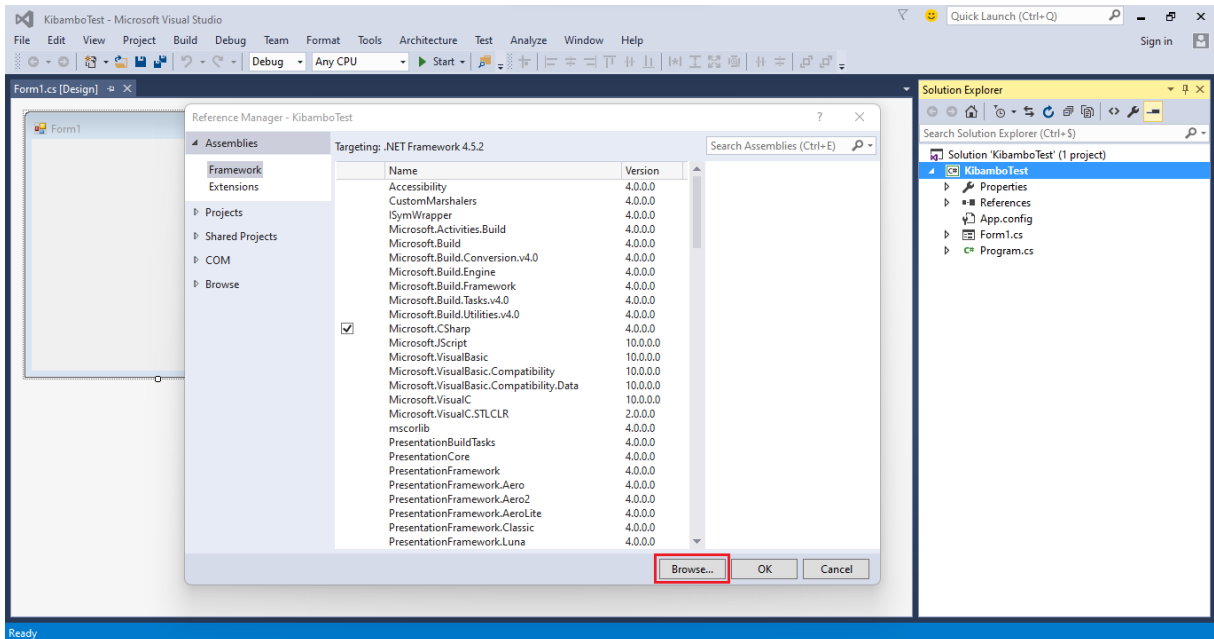 KibamboTest - Microsoft Visual Studio
Quick Launch (Ctrl+Q)
File Edit View Project Build Debug Team Format Tools Architecture Test Analyze Window Help
Sign in
Debug Any CPU Start
Form1.cs [Design]
Form1
Reference Manager - KibamboTest
? 
Assemblies
Framework
Extensions
Projects
Shared Projects
COM
Browse
Targeting: .NET Framework 4.5.2
Search Assemblies (Ctrl+E)
Name Version
Accessibility 4.0.0.0
CustomMarshalers 4.0.0.0
ISymWrapper 4.0.0.0
Microsoft.Activities.Build 4.0.0.0
Microsoft.Build 4.0.0.0
Microsoft.Build.Conversion.v4.0 4.0.0.0
Microsoft.Build.Engine 4.0.0.0
Microsoft.Build.Framework 4.0.0.0
Microsoft.Build.Tasks.v4.0 4.0.0.0
Microsoft.Build.Utilities.v4.0 4.0.0.0
Microsoft.CSharp 4.0.0.0
Microsoft.JScript 10.0.0.0
Microsoft.VisualBasic 10.0.0.0
Microsoft.VisualBasic.Compatibility 10.0.0.0
Microsoft.VisualBasic.Compatibility.Data 10.0.0.0
Microsoft.VisualC 10.0.0.0
Microsoft.VisualC.STLCLR 2.0.0.0
mscorlib 4.0.0.0
PresentationBuildTasks 4.0.0.0
PresentationCore 4.0.0.0
PresentationFramework 4.0.0.0
PresentationFramework.Aero 4.0.0.0
PresentationFramework.Aero2 4.0.0.0
PresentationFramework.AeroLite 4.0.0.0
PresentationFramework.Classic 4.0.0.0
PresentationFramework.Luna 4.0.0.0
Browse... OK Cancel
Solution Explorer
Search Solution Explorer (Ctrl+$)
Solution 'KibamboTest' (1 project)
C# KibamboTest
Properties
References
App.config
Form1.cs
C# Program.cs
Ready